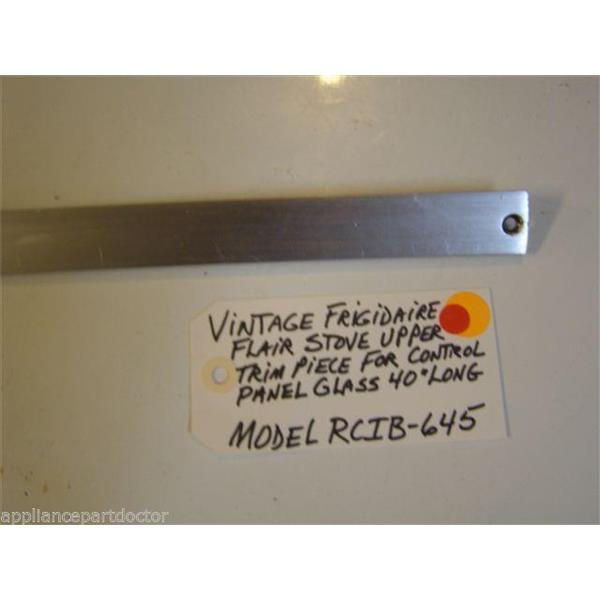 VINTAGE FRIGIDAIRE
FLAIR STOVE UPPER
TRIM PIECE FOR CONTROL
PANEL GLASS 40" LONG
MODEL RCIB-645
appliancepartdoctor